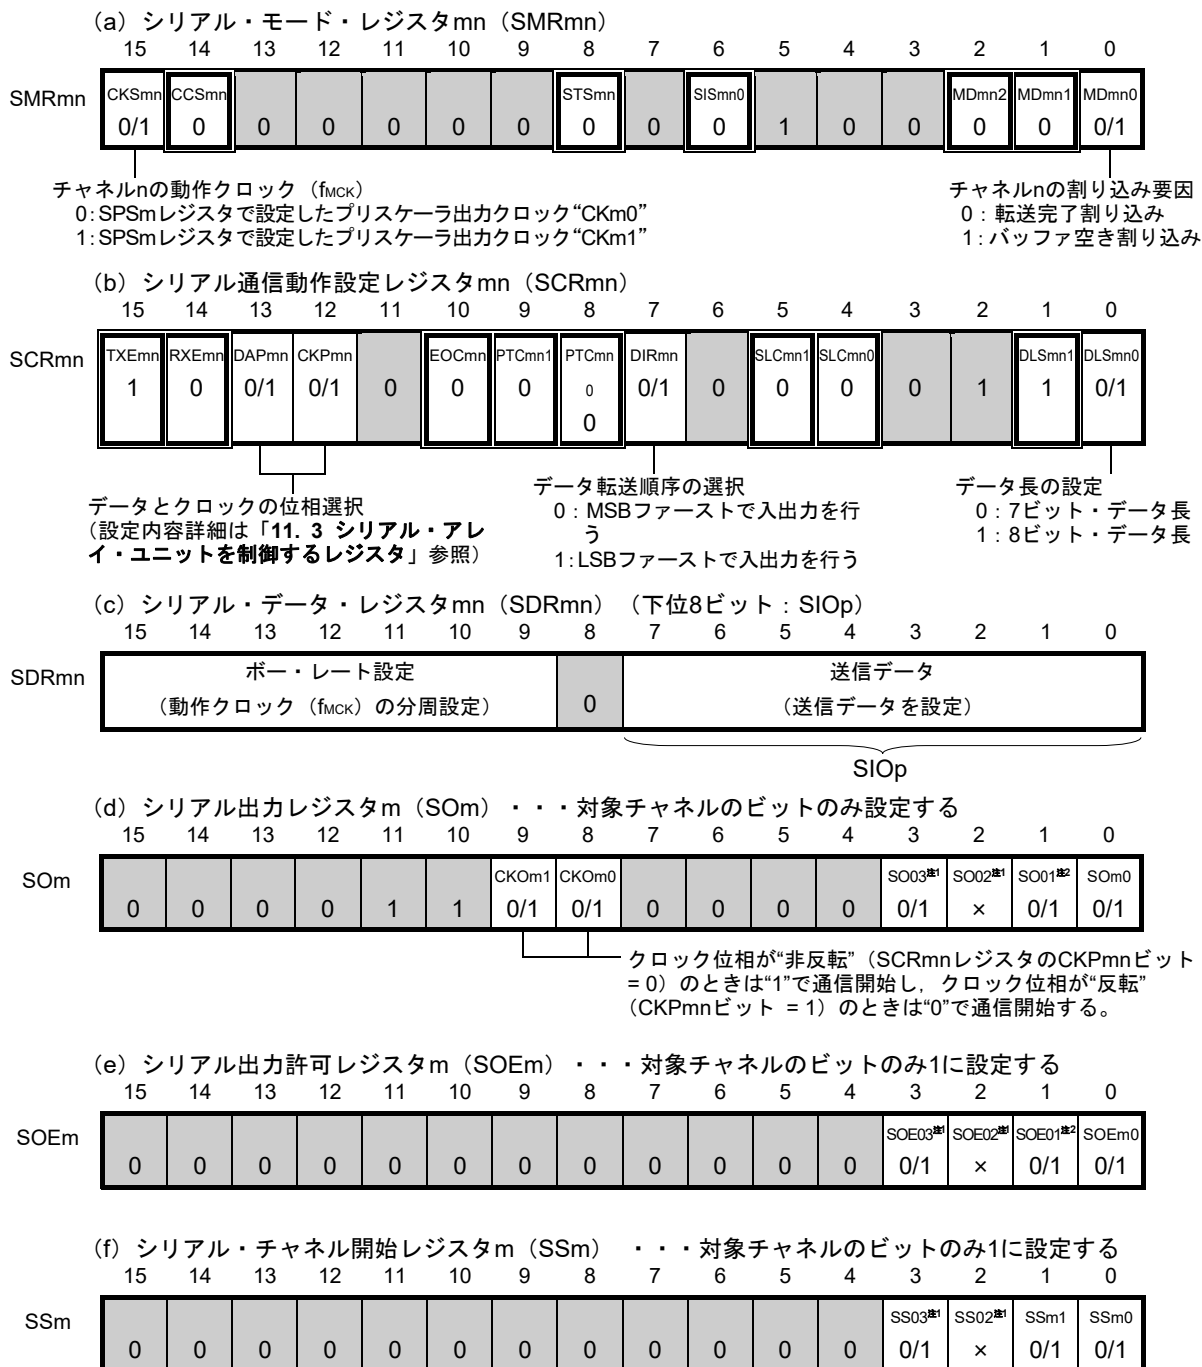 (a) シリアル・モード・レジスタmn（SMRmn）
15 14 13 12 11 10 9 8 7 6 5 4 3 2 1 0
SMRmn
CKSmn CCSmn STSmn SISmn0 MDmn2 MDmn1 MDmn0
0/1 0 0 0 0 0 0 0 0 0 1 0 0 0 0 0/1
チャネルnの動作クロック（fMCK）
0：SPSmレジスタで設定したプリスケーラ出力クロック“CKm0”
1：SPSmレジスタで設定したプリスケーラ出力クロック“CKm1”
チャネルnの割り込み要因
0：転送完了割り込み
1：バッファ空き割り込み
(b) シリアル通信動作設定レジスタmn（SCRmn）
15 14 13 12 11 10 9 8 7 6 5 4 3 2 1 0
SCRmn
TXEmn RXEmn DAPmn CKPmn EOCmn PTCmn1 PTCmn DIRmn SLCmn1 SLCmn0 DLSmn1 DLSmn0
1 0 0/1 0/1 0 0 0 0 0/1 0 0 0 0 1 1 0/1
0
データとクロックの位相選択
（設定内容詳細は「11. 3 シリアル・アレ
イ・ユニットを制御するレジスタ」参照）
データ転送順序の選択
0：MSBファーストで入出力を行
う
1：LSBファーストで入出力を行う
データ長の設定
0：7ビット・データ長
1：8ビット・データ長
(c) シリアル・データ・レジスタmn（SDRmn）（下位8ビット：SIOp）
15 14 13 12 11 10 9 8 7 6 5 4 3 2 1 0
SDRmn
ボー・レート設定
（動作クロック（fMCK）の分周設定）
0
送信データ
（送信データを設定）
SIOp
(d) シリアル出力レジスタm（SOm）・・・対象チャネルのビットのみ設定する
15 14 13 12 11 10 9 8 7 6 5 4 3 2 1 0
SOm
CKOm1 CKOm0 SO03注1 SO02注1 SO01注2 SOm0
0 0 0 0 1 1 0/1 0/1 0 0 0 0 0/1 × 0/1 0/1
クロック位相が“非反転”（SCRmnレジスタのCKPmnビット
= 0）のときは“1”で通信開始し，クロック位相が“反転”
（CKPmnビット = 1）のときは“0”で通信開始する。
(e) シリアル出力許可レジスタm（SOEm）・・・対象チャネルのビットのみ1に設定する
15 14 13 12 11 10 9 8 7 6 5 4 3 2 1 0
SOEm
SOE03注1 SOE02注1 SOE01注2 SOEm0
0 0 0 0 0 0 0 0 0 0 0 0 0/1 × 0/1 0/1
(f) シリアル・チャネル開始レジスタm（SSm） ・・・対象チャネルのビットのみ1に設定する
15 14 13 12 11 10 9 8 7 6 5 4 3 2 1 0
SSm
SS03注1 SS02注1 SSm1 SSm0
0 0 0 0 0 0 0 0 0 0 0 0 0/1 × 0/1 0/1